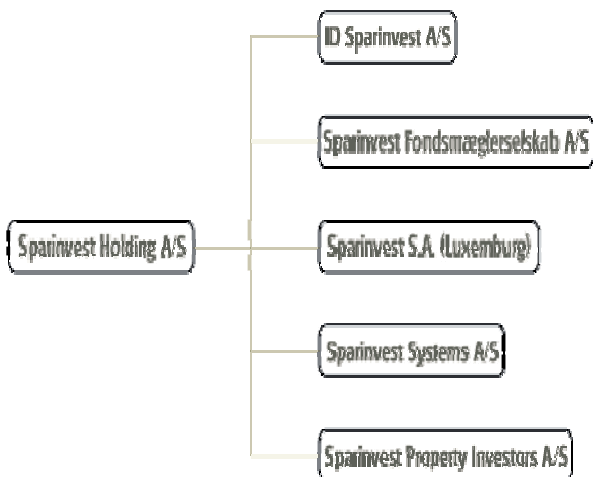 ID Sparinvest A/S
Sparinvest Fondsmæglerselskab A/S
Sparinvest Holding A/S
Sparinvest S.A. (Luxemburg)
Sparinvest Systems A/S
Sparinvest Property Investors A/S